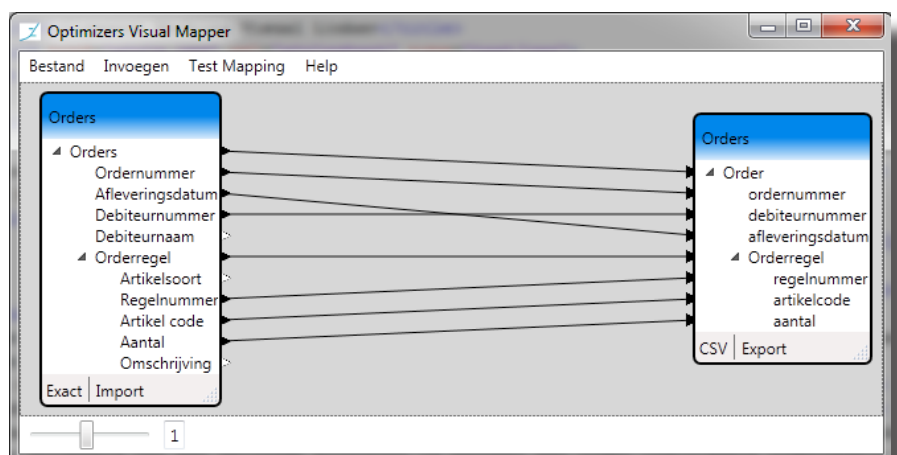 Optimizers Visual Mapper
Bestand Invoegen Test Mapping Help
Orders
Orders
Ordernummer
Afleveringsdatum
Debiteurnummer
Debiteurnaam
Orderregel
Artikelsoort
Regelnummer
Artikel code
Aantal
Omschrijving
Exact Import
Orders
Order
ordernummer
debiteurnummer
afleveringsdatum
Orderregel
regelnummer
artikelcode
aantal
CSV Export
1